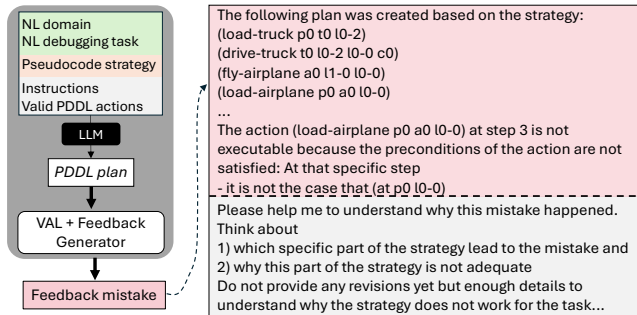 NL domain
NL debugging task
Pseudocode strategy
Instructions
Valid PDDL actions
LLM
PDDL plan
VAL + Feedback
Generator
Feedback mistake
The following plan was created based on the strategy:
(load-truck p0 t0 l0-2)
(drive-truck t0 l0-2 l0-0 c0)
(fly-airplane a0 l1-0 l0-0)
(load-airplane p0 a0 l0-0)
...
The action (load-airplane p0 a0 l0-0) at step 3 is not
executable because the preconditions of the action are not
satisfied: At that specific step
- it is not the case that (at p0 l0-0)
Please help me to understand why this mistake happened.
Think about
1) which specific part of the strategy lead to the mistake and
2) why this part of the strategy is not adequate
Do not provide any revisions yet but enough details to
understand why the strategy does not work for the task...